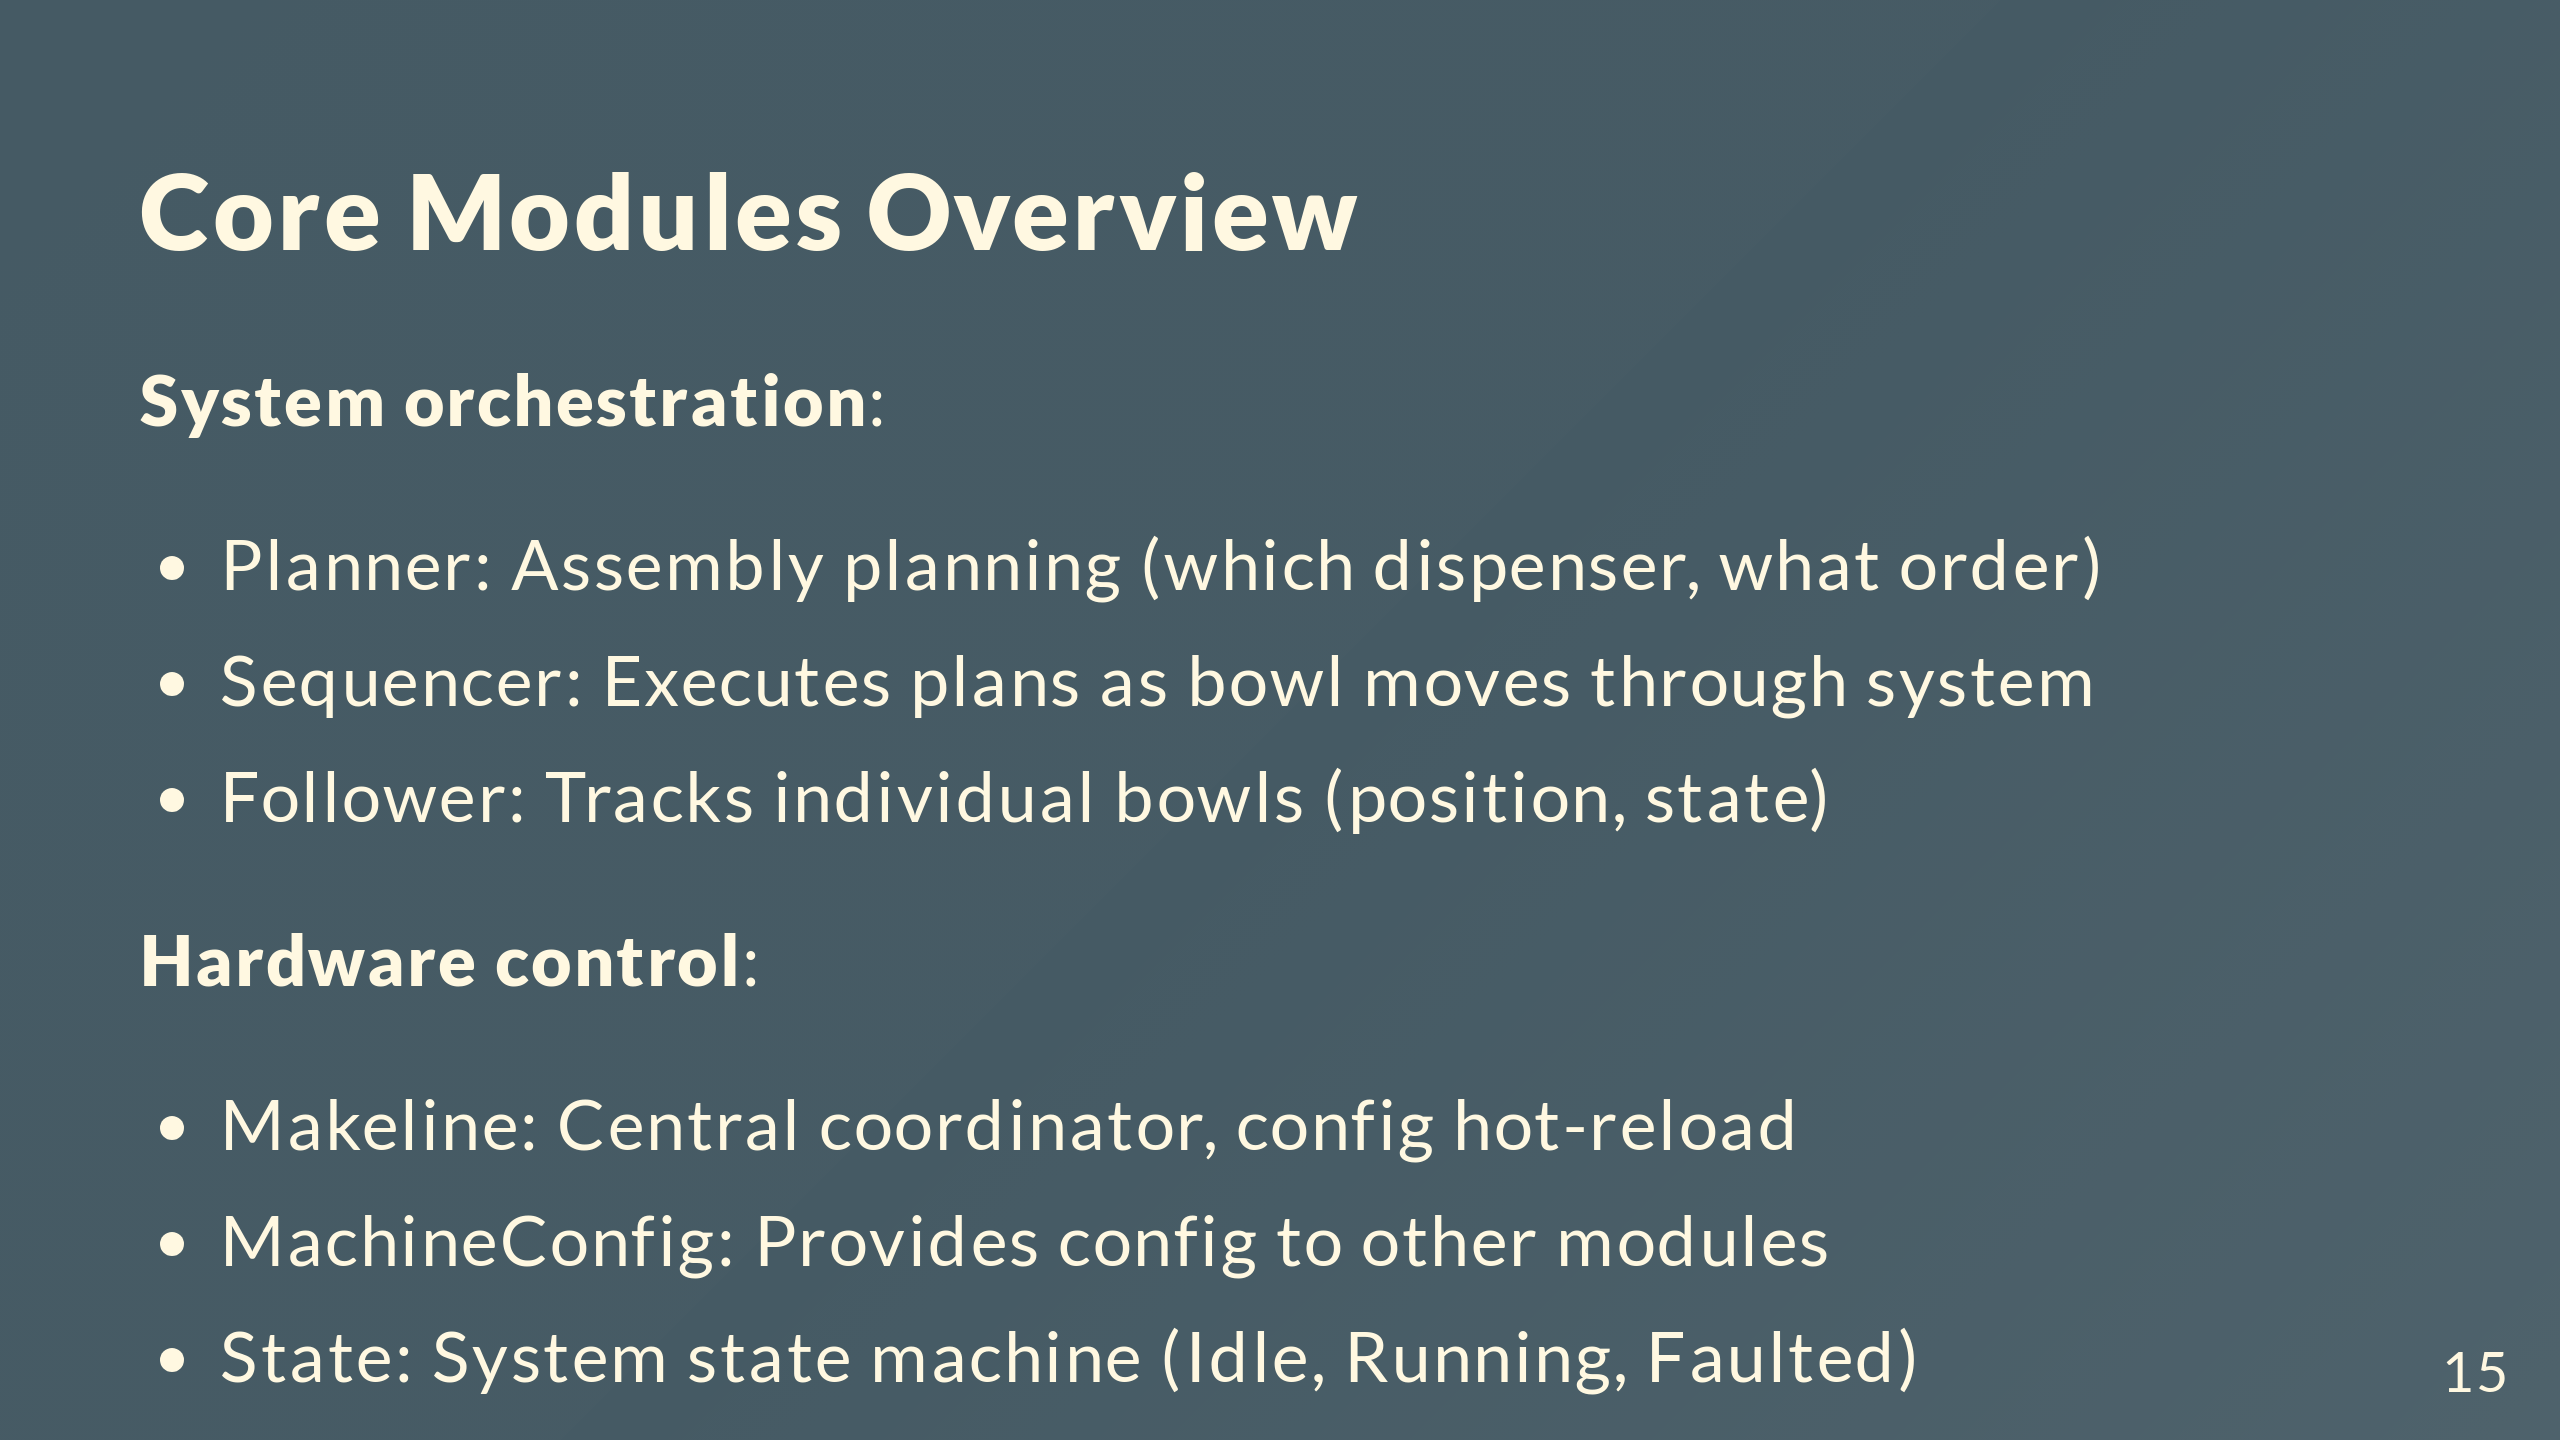 Core Modules Overview
System orchestration:
• Planner: Assembly planning (which dispenser, what order)
• Sequencer: Executes plans as bowl moves through system
• Follower: Tracks individual bowls (position, state)
Hardware control:
• Makeline: Central coordinator, config hot-reload
• MachineConfig: Provides config to other modules
• State: System state machine (Idle, Running, Faulted)
15